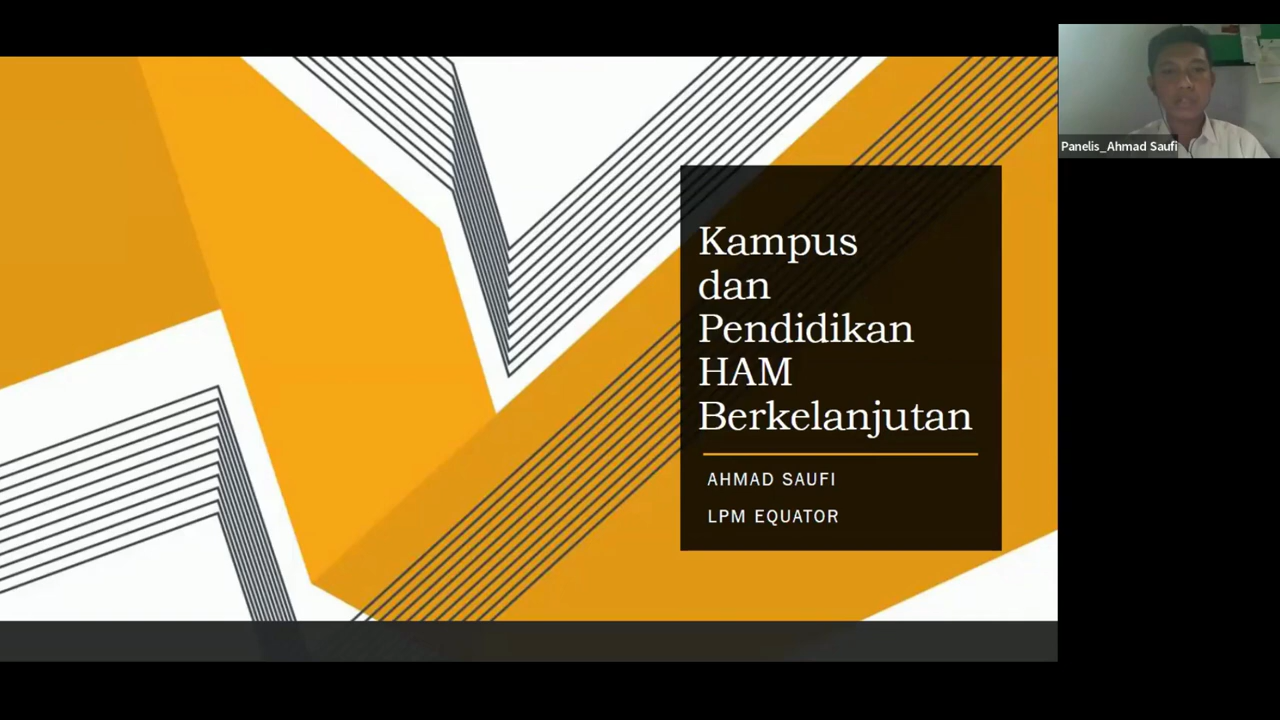 Panelis_Ahmad Saufi
Kampus
dan
Pendidikan
HAM
Berkelanjutan
AHMAD SAUFI
LPM EQUATOR